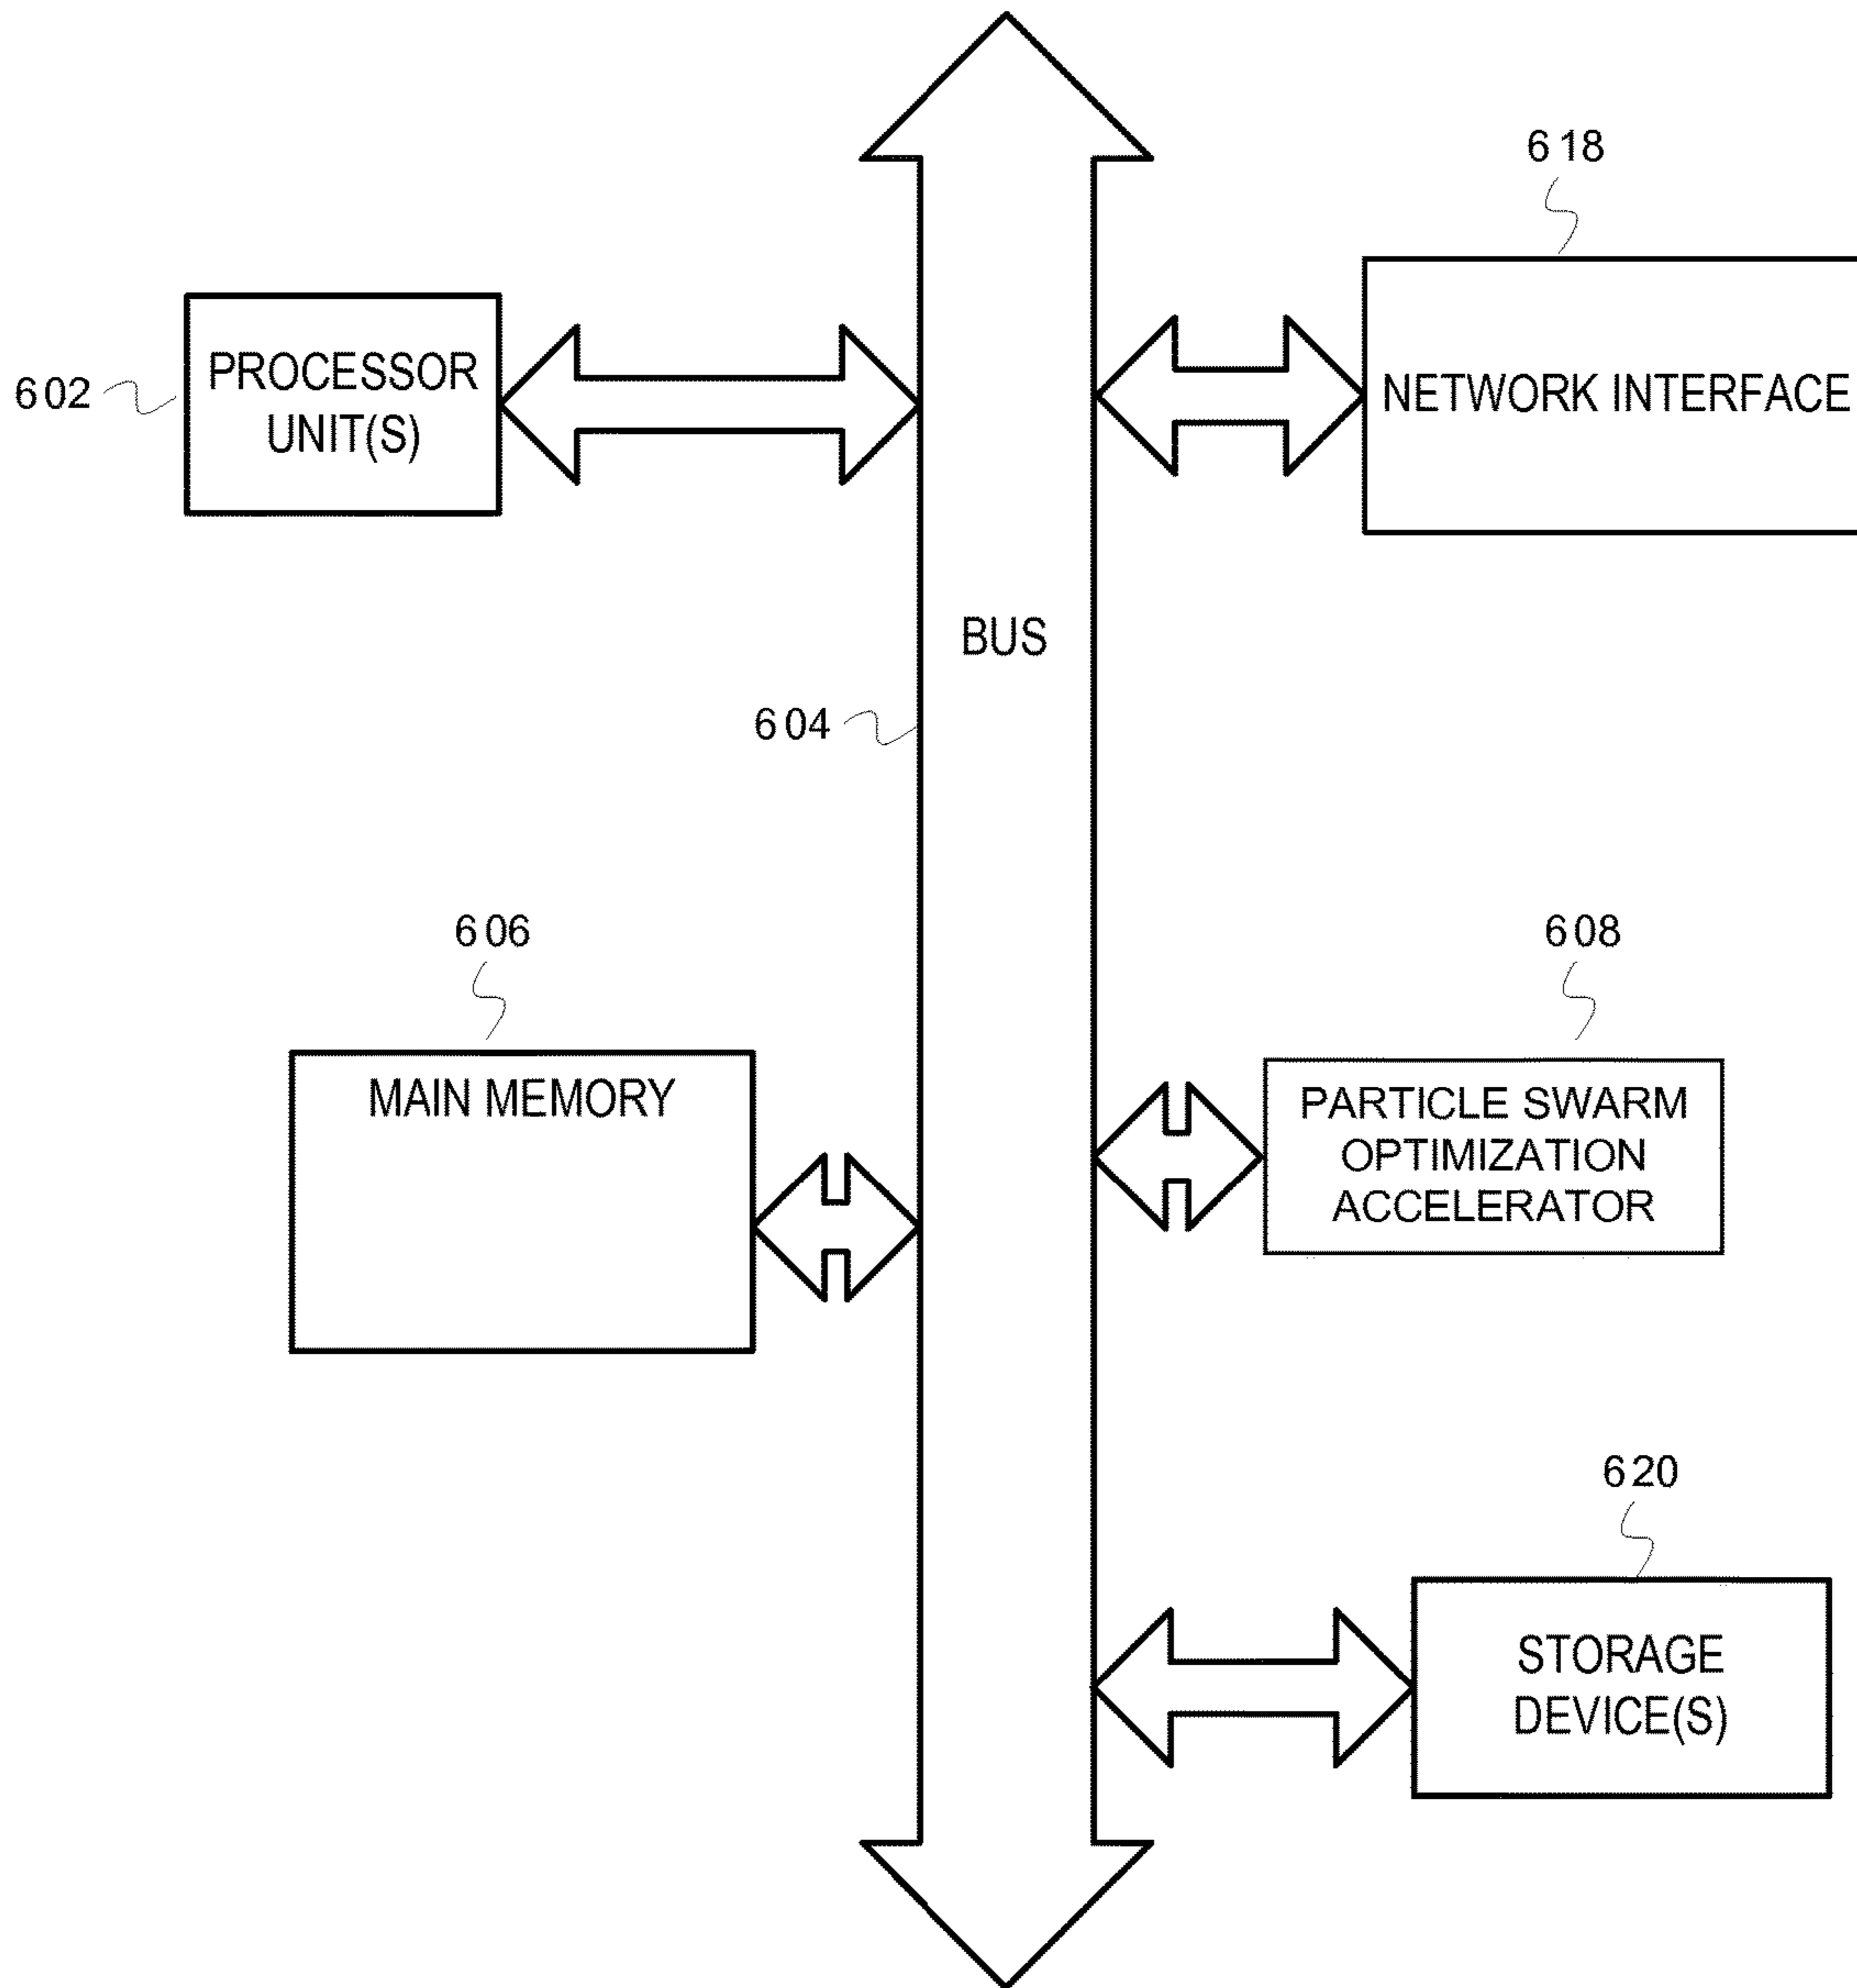 618
602
PROCESSOR
UNIT(S)
NETWORK INTERFACE
BUS
604
606
608
MAIN MEMORY
PARTICLE SWARM
OPTIMIZATION
ACCELERATOR
620
STORAGE
DEVICE(S)